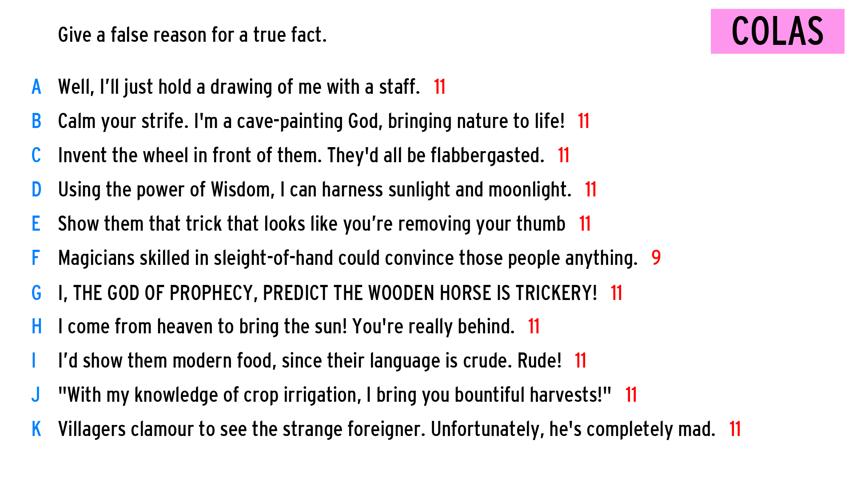 Give a false reason for a true fact.
COLAS
A Well, I'll just hold a drawing of me with a staff. 11
B Calm your strife. I'm a cave-painting God, bringing nature to life! 11
C Invent the wheel in front of them. They'd all be flabbergasted. 11
D Using the power of Wisdom, I can harness sunlight and moonlight. 11
E Show them that trick that looks like you're removing your thumb 11
F Magicians skilled in sleight-of-hand could convince those people anything. 9
G I, THE GOD OF PROPHECY, PREDICT THE WOODEN HORSE IS TRICKERY! 11
H I come from heaven to bring the sun! You're really behind. 11
I I'd show them modern food, since their language is crude. Rude! 11
J "With my knowledge of crop irrigation, I bring you bountiful harvests!" 11
K Villagers clamour to see the strange foreigner. Unfortunately, he's completely mad. 11